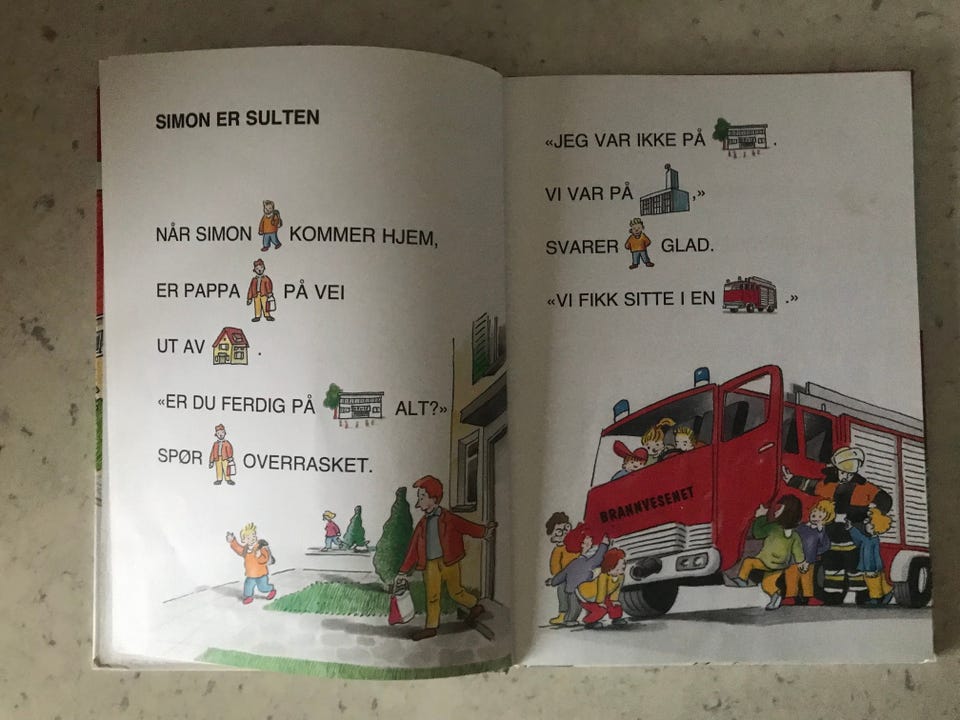 SIMON ER SULTEN
NÅR SIMON KOMMER HJEM,
ER PAPPA PÅ VEI
UT AV .
«ER DU FERDIG PÅ ALT?»
SPØR OVERRASKET.
«JEG VAR IKKE PÅ .
VI VAR PÅ ,»
SVARER GLAD.
«VI FIKK SITTE I EN .»
BRANNVESENET